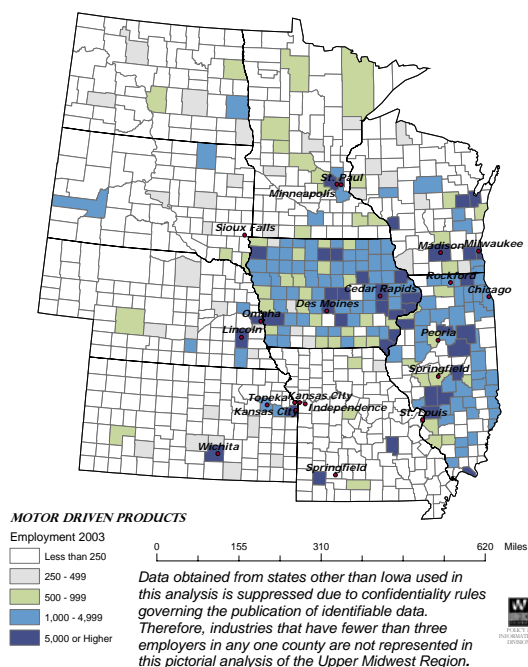 St. Paul
Minneapolis
Sioux Falls
Madison
Milwaukee
Rockford
Chicago
Cedar Rapids
Des Moines
Omaha
Lincoln
Peoria
Springfield
Topeka
Kansas City
Kansas City
Independence
St. Louis
Wichita
Springfield
MOTOR DRIVEN PRODUCTS
Employment 2003
Less than 250
250 - 499
500 - 999
1,000 - 4,999
5,000 or Higher
0 155 310 620 Miles
Data obtained from states other than Iowa used in
this analysis is suppressed due to confidentiality rules
governing the publication of identifiable data.
Therefore, industries that have fewer than three
employers in any one county are not represented in
this pictorial analysis of the Upper Midwest Region.
W
POLICY &
INFORMATION
DIVISION